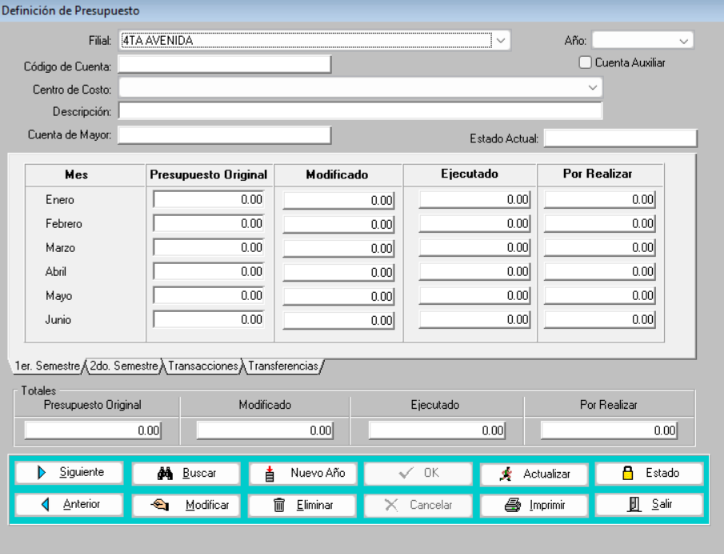 Definición de Presupuesto
Filial: 4TA AVENIDA Año:
Código de Cuenta: Cuenta Auxiliar
Centro de Costo:
Descripción:
Cuenta de Mayor: Estado Actual:
Mes Presupuesto Original Modificado Ejecutado Por Realizar
Enero 0.00 0.00 0.00 0.00
Febrero 0.00 0.00 0.00 0.00
Marzo 0.00 0.00 0.00 0.00
Abril 0.00 0.00 0.00 0.00
Mayo 0.00 0.00 0.00 0.00
Junio 0.00 0.00 0.00 0.00
1er. Semestre 2do. Semestre Transacciones Transferencias
Totales
Presupuesto Original Modificado Ejecutado Por Realizar
0.00 0.00 0.00 0.00
Siguiente Buscar Nuevo Año OK Actualizar Estado
Anterior Modificar Eliminar Cancelar Imprimir Salir